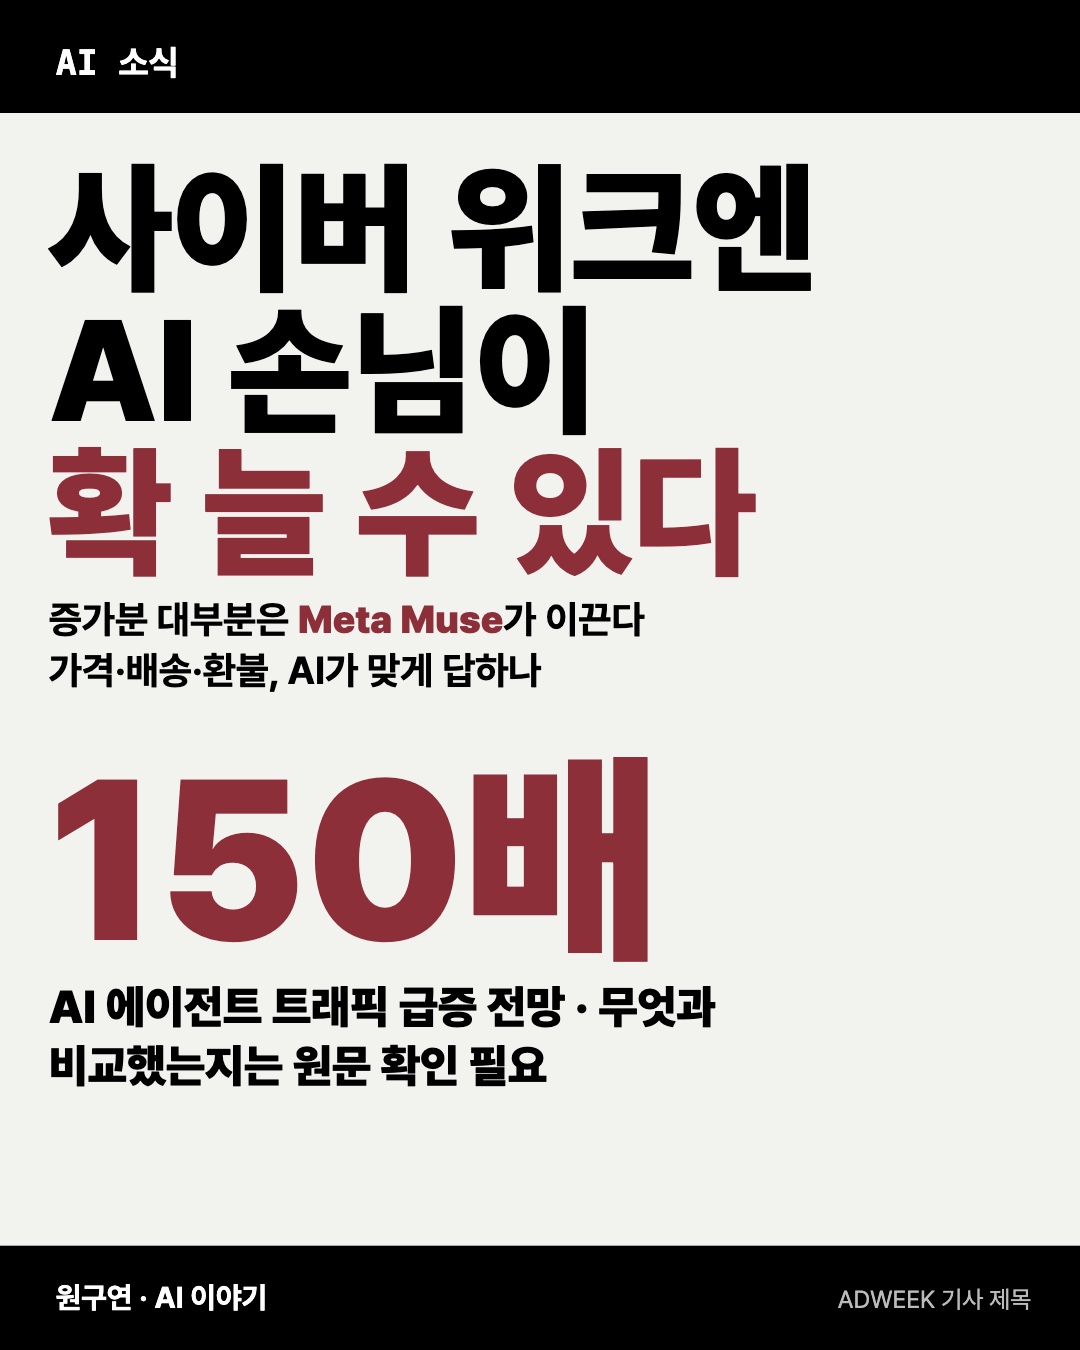 AI 소식
사이버 위크엔
AI 손님이
확 늘 수 있다
증가분 대부분은 Meta Muse가 이끈다
가격·배송·환불, AI가 맞게 답하나
150배
AI 에이전트 트래픽 급증 전망 · 무엇과
비교했는지는 원문 확인 필요
원구연 · AI 이야기
ADWEEK 기사 제목